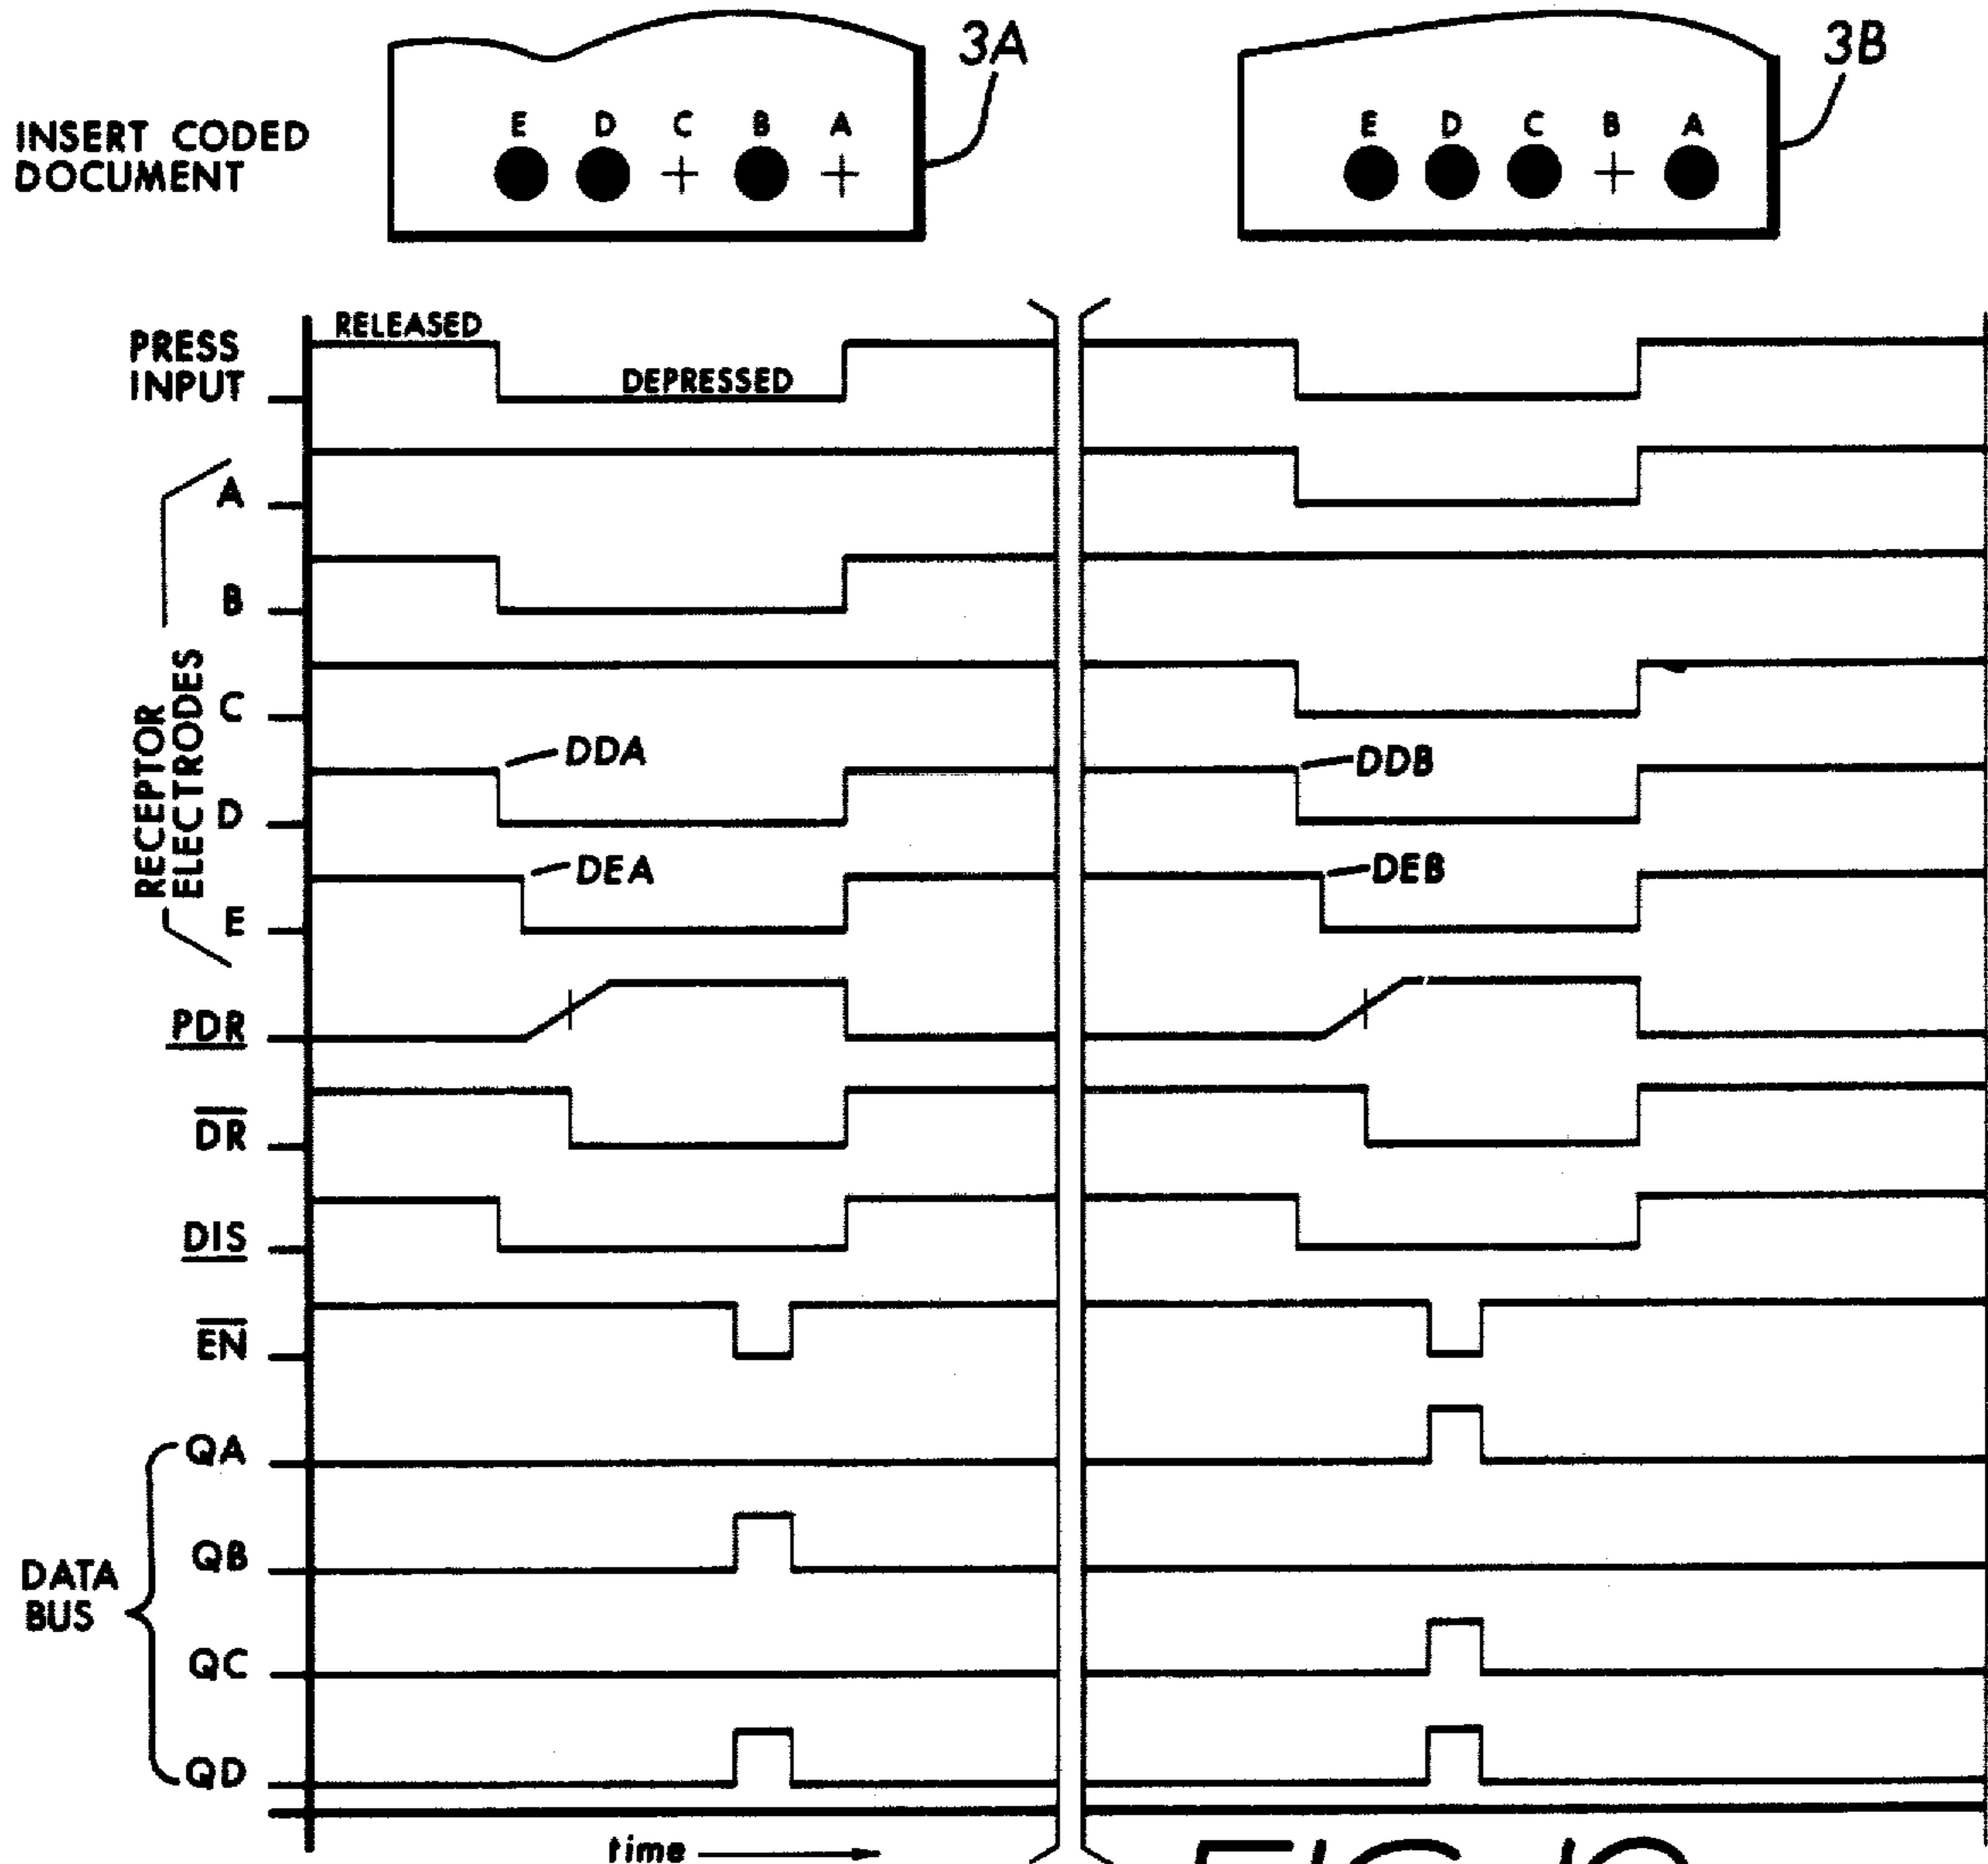 INSERT CODED
DOCUMENT
E D C B A
3A
E D C B A
3B
PRESS
INPUT
RELEASED
DEPRESSED
RECEPTOR
ELECTRODES
A
B
C
D
DDA
DDB
E
DEA
DEB
PDR
DR
DIS
EN
DATA
BUS
QA
QB
QC
QD
time